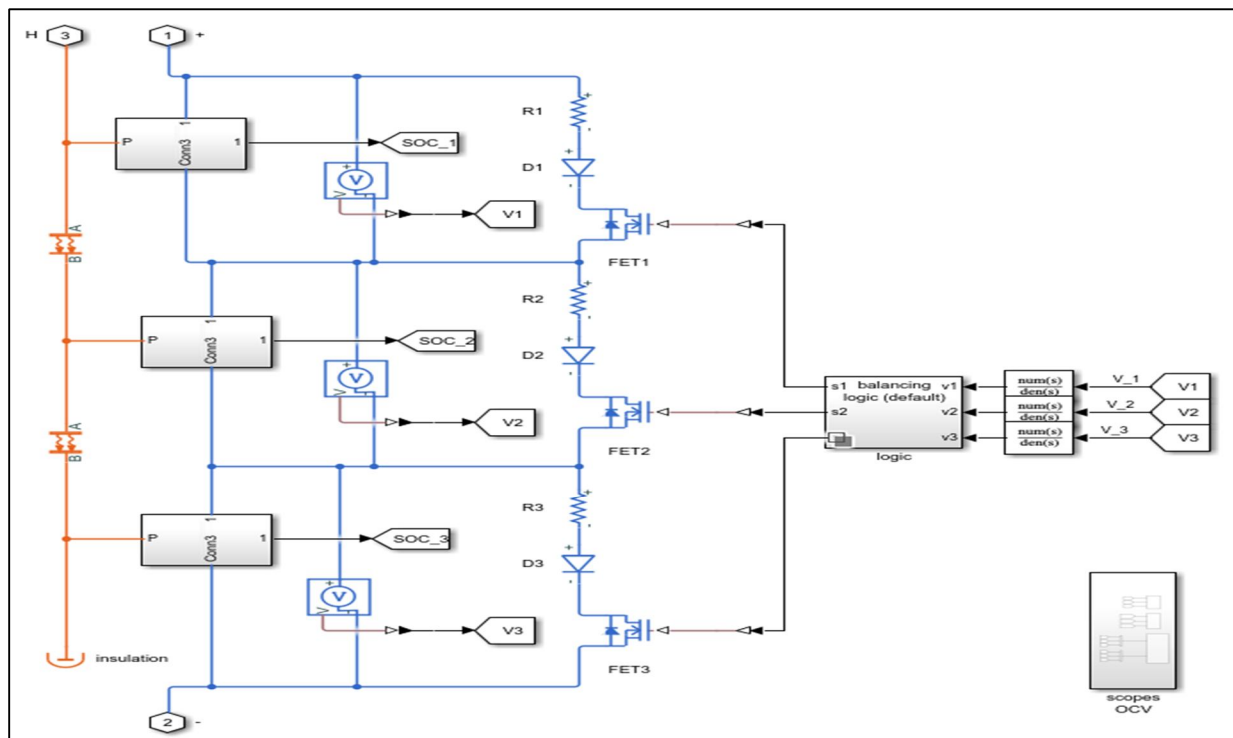 H 3 1 +
R1 +
-
P 1 Conn3 1 SOC_1
D1 +
-
+ V V
V1
A
B
FET1
R2 +
-
P 1 Conn3 1 SOC_2
D2 +
-
+ V V
V2
A
B
FET2
s1 balancing v1 num(s) V_1 V1
logic (default) den(s)
s2 v2 num(s) V_2 V2
den(s)
v3 num(s) V_3 V3
den(s)
logic
R3 +
-
P 1 Conn3 1 SOC_3
D3 +
-
+ V V
V3
insulation
FET3
2 -
scopes
OCV